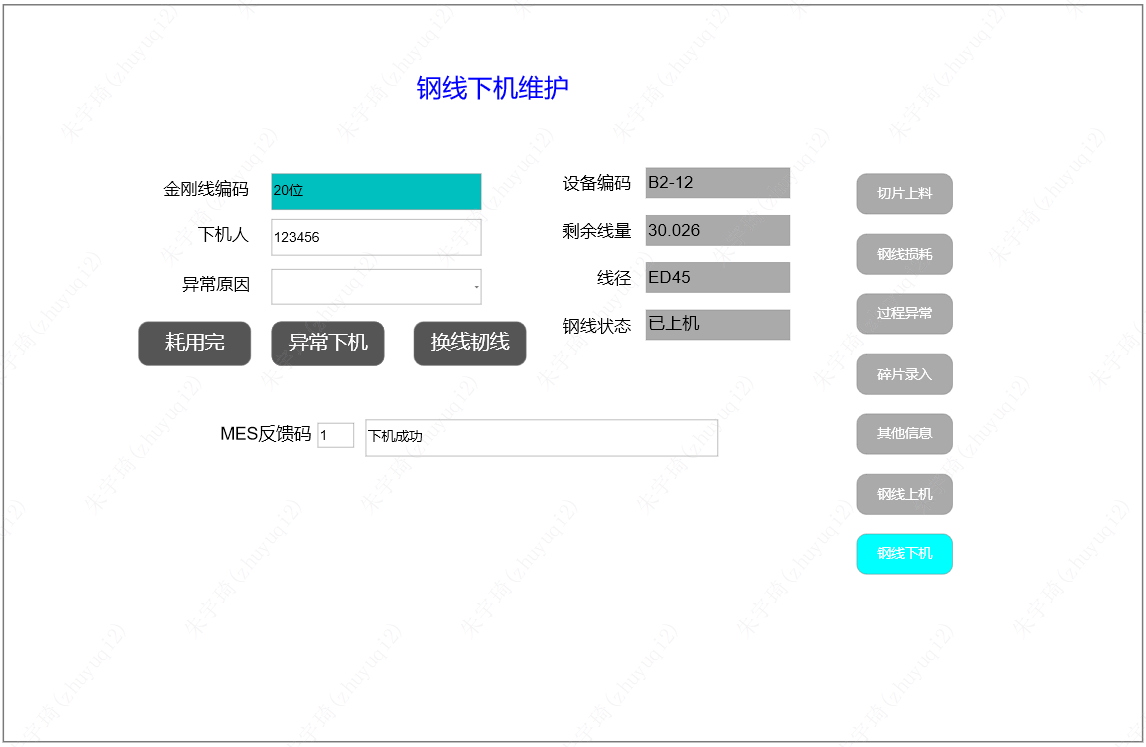 钢线下机维护
金刚线编码 20位
下机人 123456
异常原因
耗用完 异常下机 换线切线
设备编码 B2-12
剩余线量 30.026
线径 ED45
钢线状态 已上机
MES反馈码 1 下机成功
切片上料
钢线损耗
过程异常
碎片录入
其他信息
钢线上机
钢线下机
朱宇琦(zhuyuqi2)